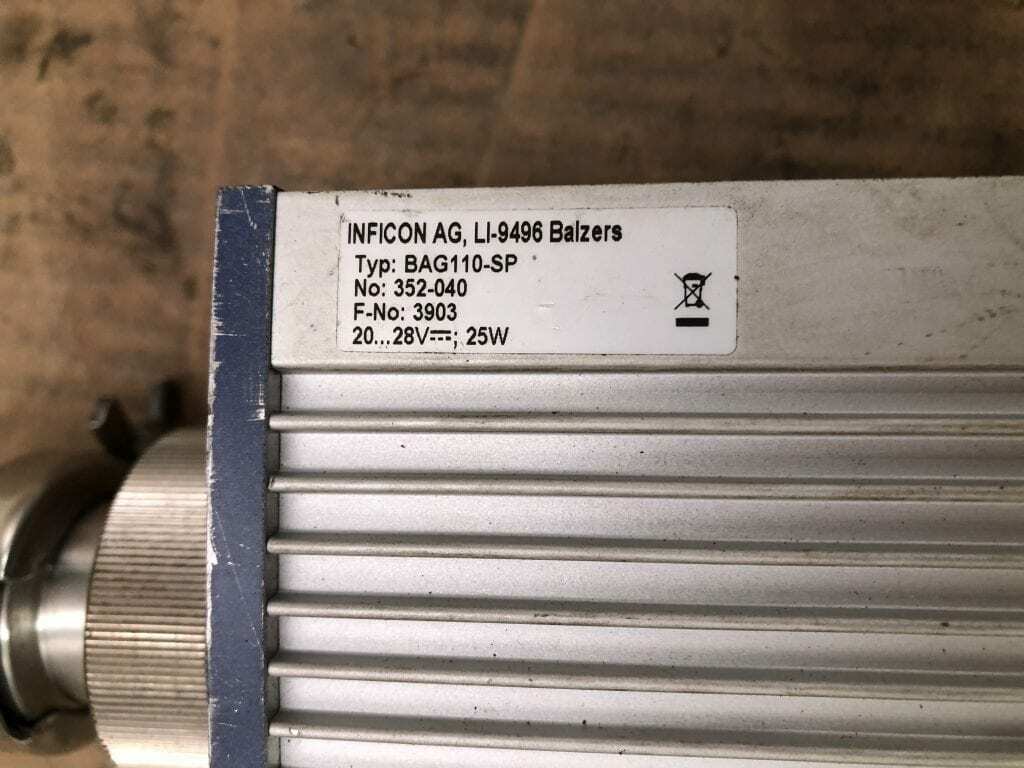 INFICON AG, LI-9496 Balzers
Typ: BAG110-SP
No: 352-040
F-No: 3903
20...28V⎓; 25W